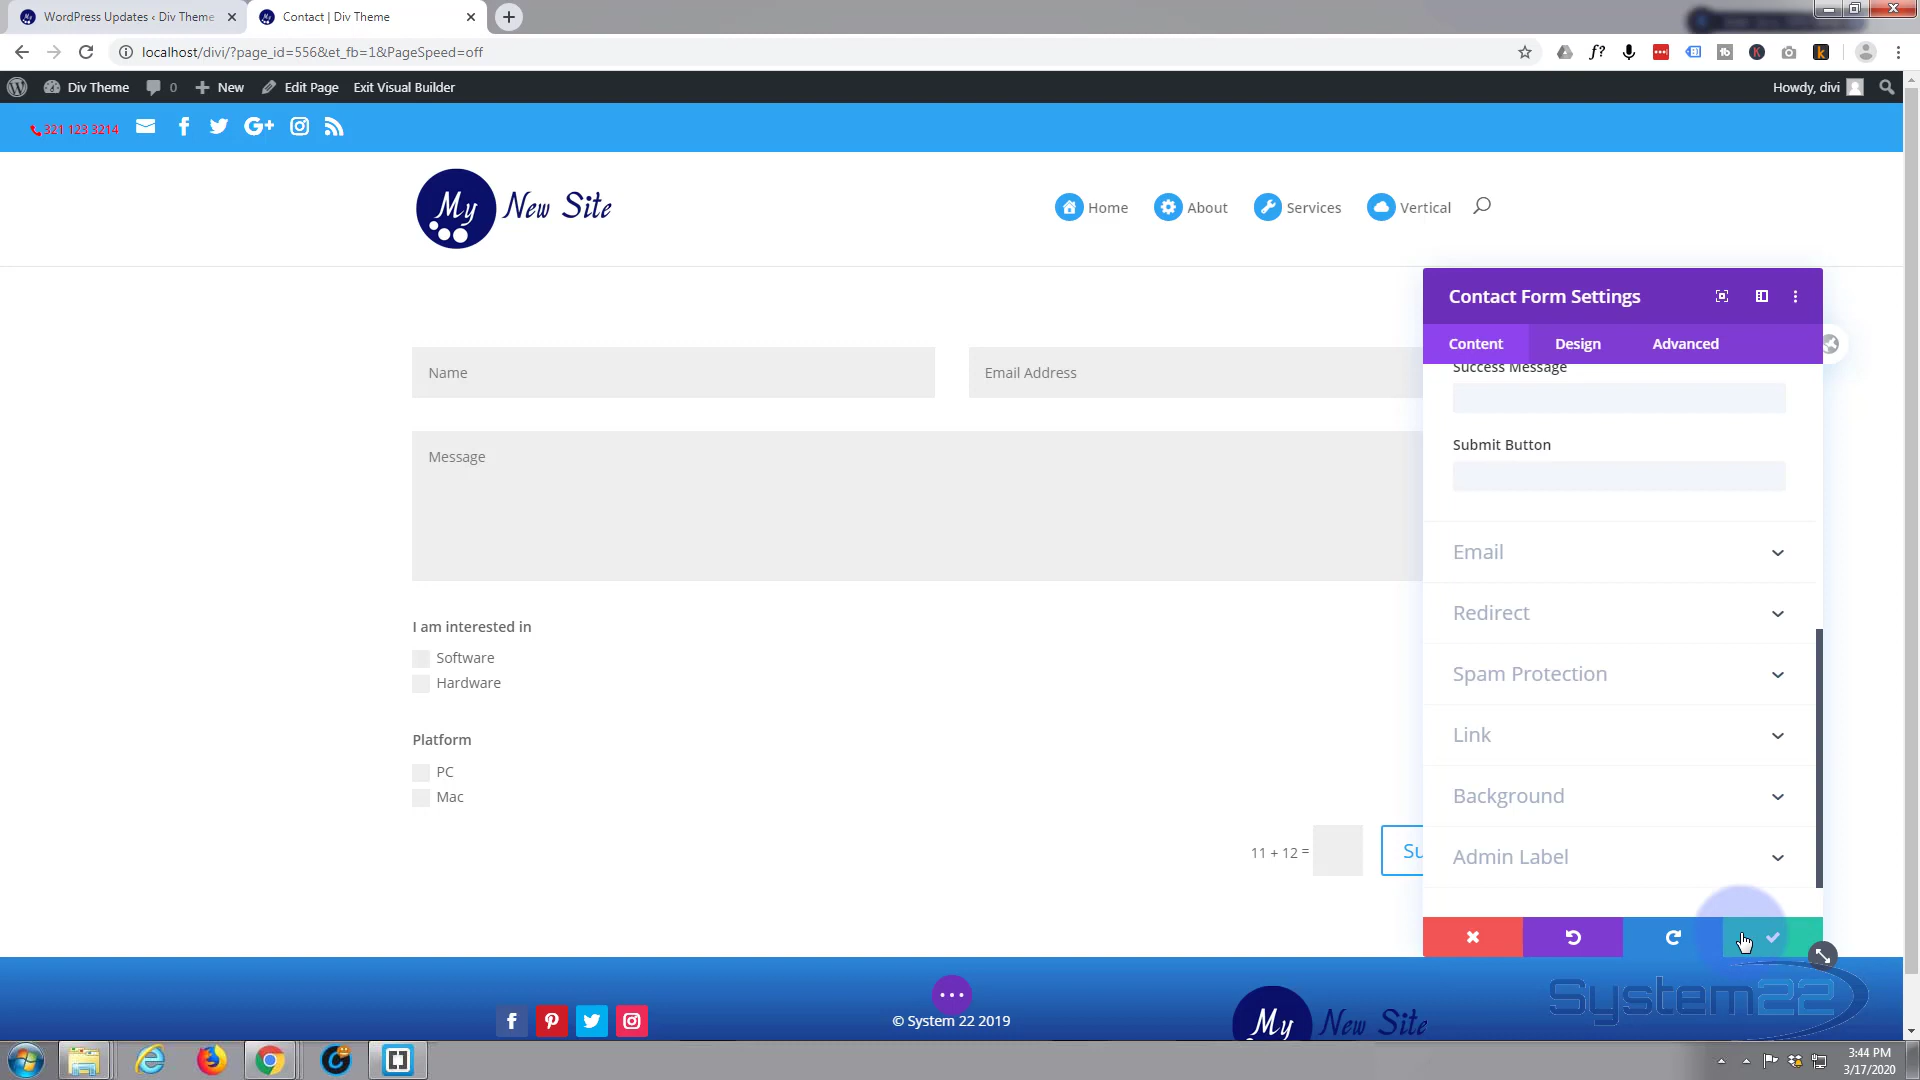 WordPress Updates ‹ Div Theme
Contact | Div Theme
localhost/divi/?page_id=556&et_fb=1&PageSpeed=off
Div Theme
0
New
Edit Page
Exit Visual Builder
Howdy, divi
321 123 3214
My New Site
Home
About
Services
Vertical
Contact Form Settings
Content
Design
Advanced
Success Message
Submit Button
Email
Redirect
Spam Protection
Link
Background
Admin Label
Name
Email Address
Message
I am interested in
Software
Hardware
Platform
PC
Mac
11 + 12 =
Su
© System 22 2019
My New Site
System22
3:44 PM
3/17/2020